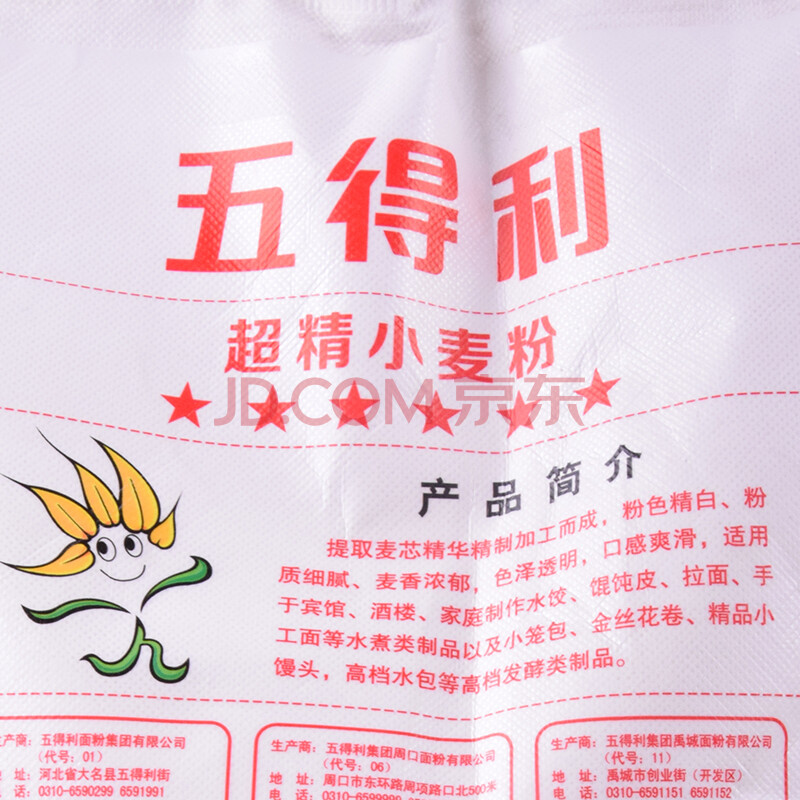 五得利
超精小麦粉
JD.COM 京东
产品简介
提取麦芯精华精制加工而成，粉色精白、粉
质细腻、麦香浓郁，色泽透明，口感爽滑，适用
于宾馆、酒楼、家庭制作水饺、馄饨皮、拉面、手
工面等水煮类制品以及小笼包、金丝花卷、精品小
馒头，高档水包等高档发酵类制品。
生产商：五得利面粉集团有限公司
（代号：01）
地 址：河北省大名县五得利街
电 话：0310-6590299 6591991
生产商：五得利集团周口面粉有限公司
（代号：06）
地 址：周口市东环路周项路口北500米
电 话：0310-6599999
生产商：五得利集团禹城面粉有限公司
（代号：11）
地 址：禹城市创业街（开发区）
电 话：0310-6591151 6591152